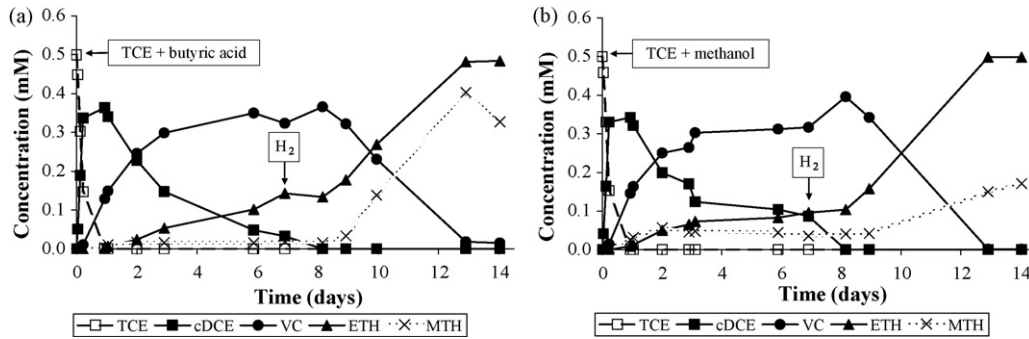 (a)
0.6
0.5
0.4
0.3
0.2
0.1
0.0
Concentration (mM)
TCE + butyric acid
H₂
0 2 4 6 8 10 12 14
Time (days)
TCE cDCE VC ETH MTH
(b)
0.6
0.5
0.4
0.3
0.2
0.1
0.0
Concentration (mM)
TCE + methanol
H₂
0 2 4 6 8 10 12 14
Time (days)
TCE cDCE VC ETH MTH